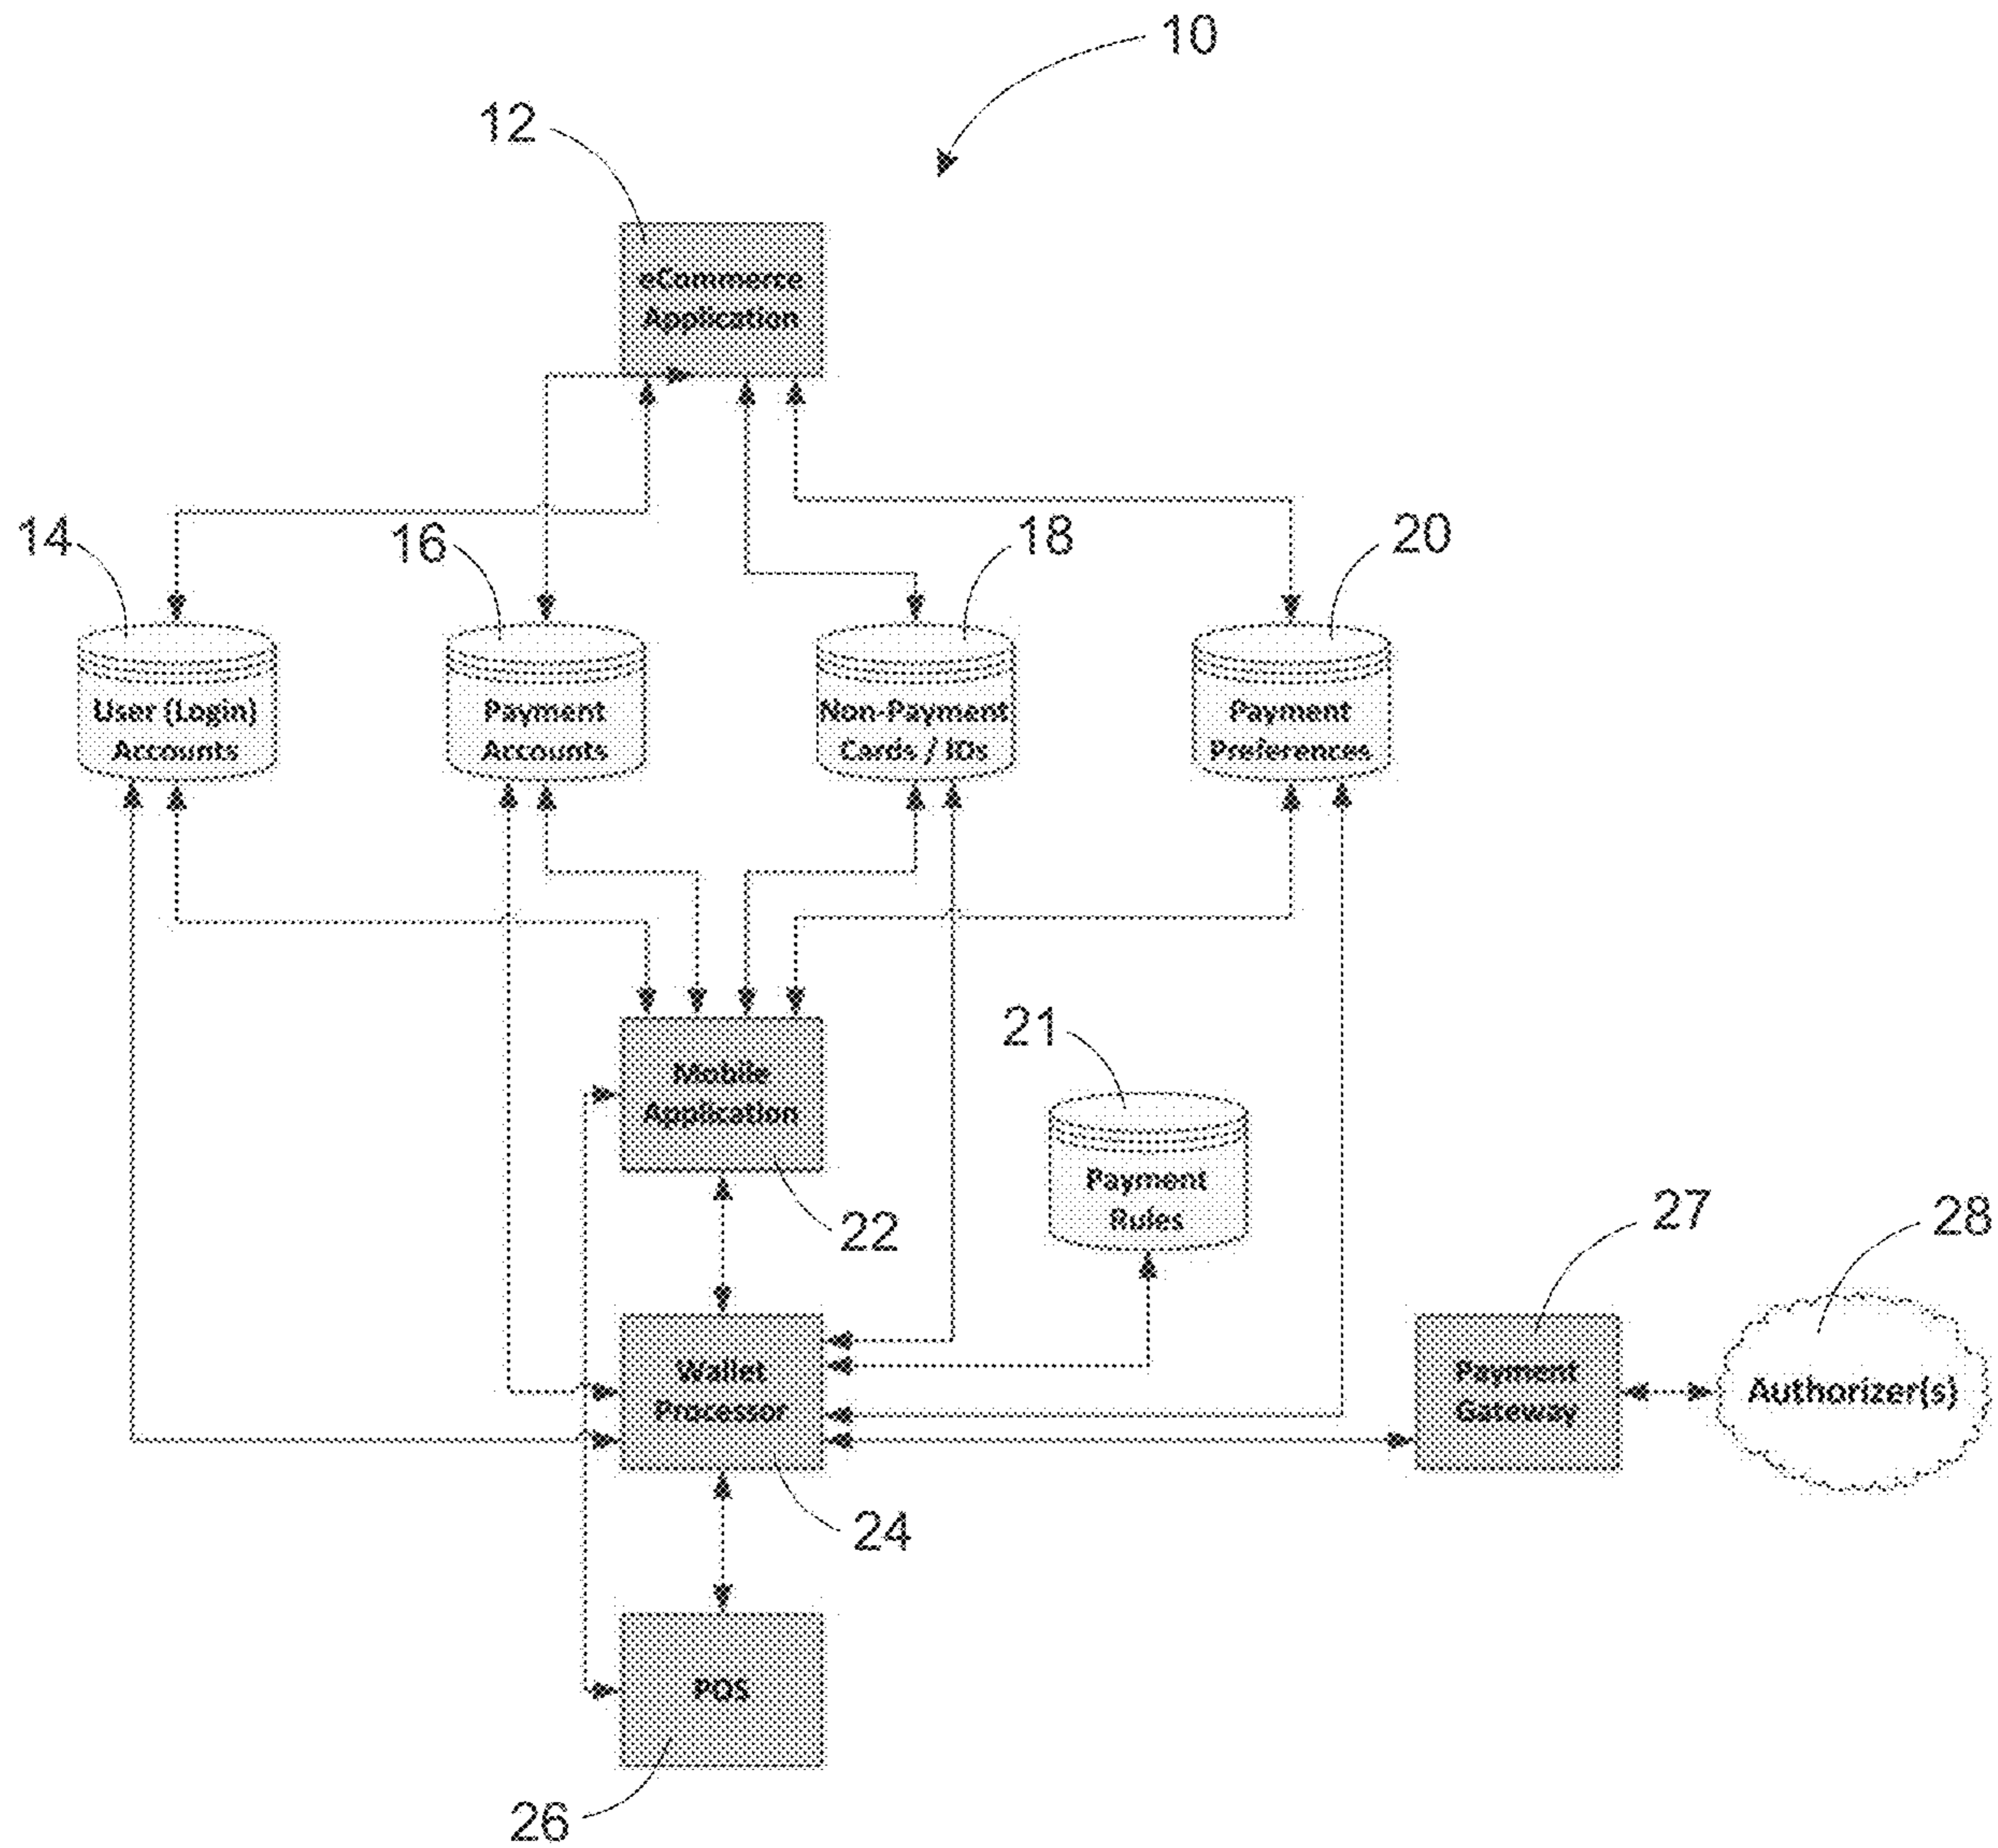 10
12
eCommerce
Application
14
16
18
20
User (Login)
Accounts
Payment
Accounts
Non-Payment
Cards / IDs
Payment
Preferences
21
Mobile
Application
Payment
Rules
22
27
28
Wallet
Processor
Payment
Gateway
Authorizer(s)
24
POS
26